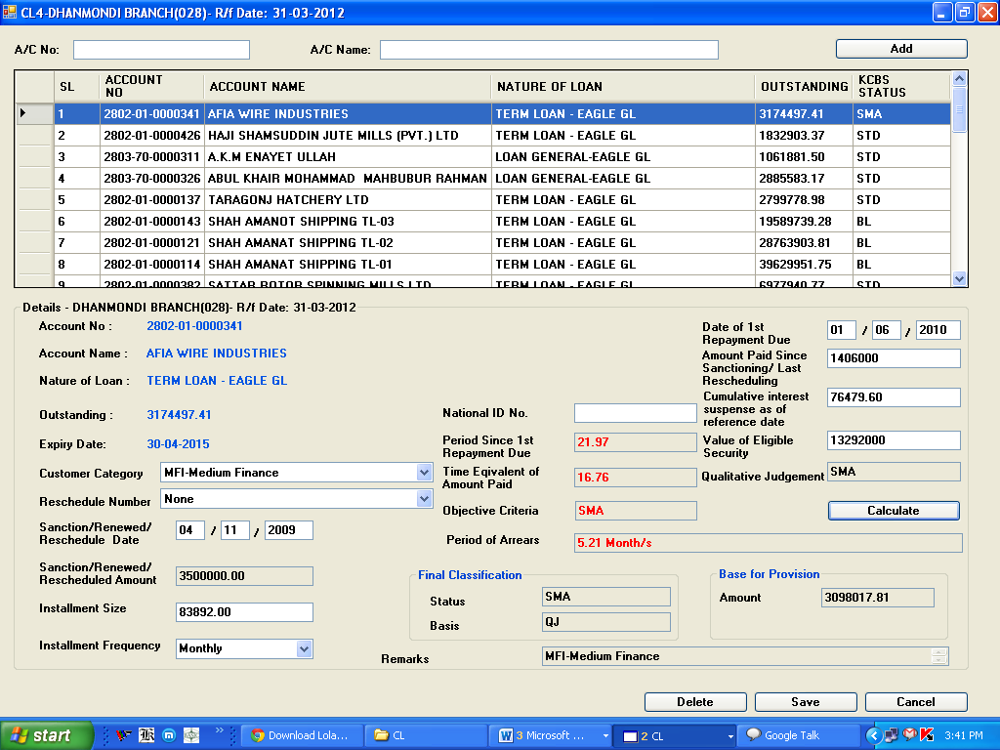 CL4-DHANMONDI BRANCH(028)- R/f Date: 31-03-2012
A/C No: A/C Name: Add
SL ACCOUNT NO ACCOUNT NAME NATURE OF LOAN OUTSTANDING KCBS STATUS
1 2802-01-0000341 AFIA WIRE INDUSTRIES TERM LOAN - EAGLE GL 3174497.41 SMA
2 2802-01-0000426 HAJI SHAMSUDDIN JUTE MILLS (PVT.) LTD TERM LOAN - EAGLE GL 1832903.37 STD
3 2803-70-0000311 A.K.M ENAYET ULLAH LOAN GENERAL-EAGLE GL 1061881.50 STD
4 2803-70-0000326 ABUL KHAIR MOHAMMAD MAHBUBUR RAHMAN LOAN GENERAL-EAGLE GL 2885583.17 STD
5 2802-01-0000137 TARAGONJ HATCHERY LTD TERM LOAN - EAGLE GL 2799778.98 STD
6 2802-01-0000143 SHAH AMANOT SHIPPING TL-03 TERM LOAN - EAGLE GL 19589739.28 BL
7 2802-01-0000121 SHAH AMANAT SHIPPING TL-02 TERM LOAN - EAGLE GL 28763903.81 BL
8 2802-01-0000114 SHAH AMANAT SHIPPING TL-01 TERM LOAN - EAGLE GL 39629951.75 BL
9 2802-01-0000382 SATTAR ROTOR SPINNING MILLS LTD TERM LOAN - EAGLE GL 6977940.77 STD
Details - DHANMONDI BRANCH(028)- R/f Date: 31-03-2012
Account No : 2802-01-0000341
Account Name : AFIA WIRE INDUSTRIES
Nature of Loan : TERM LOAN - EAGLE GL
Outstanding : 3174497.41
Expiry Date: 30-04-2015
Customer Category MFI-Medium Finance
Reschedule Number None
Sanction/Renewed/
Reschedule Date 04 / 11 / 2009
Sanction/Renewed/
Rescheduled Amount 3500000.00
Installment Size 83892.00
Installment Frequency Monthly
National ID No.
Period Since 1st
Repayment Due 21.97
Time Eqivalent of
Amount Paid 16.76
Objective Criteria SMA
Period of Arrears 5.21 Month/s
Date of 1st
Repayment Due 01 / 06 / 2010
Amount Paid Since
Sanctioning/ Last
Rescheduling 1406000
Cumulative interest
suspense as of
reference date 76479.60
Value of Eligible
Security 13292000
Qualitative Judgement SMA
Calculate
Final Classification
Status SMA
Basis QJ
Base for Provision
Amount 3098017.81
Remarks MFI-Medium Finance
Delete Save Cancel
start Download Lola... CL 3 Microsoft ... 2 CL Google Talk 3:41 PM